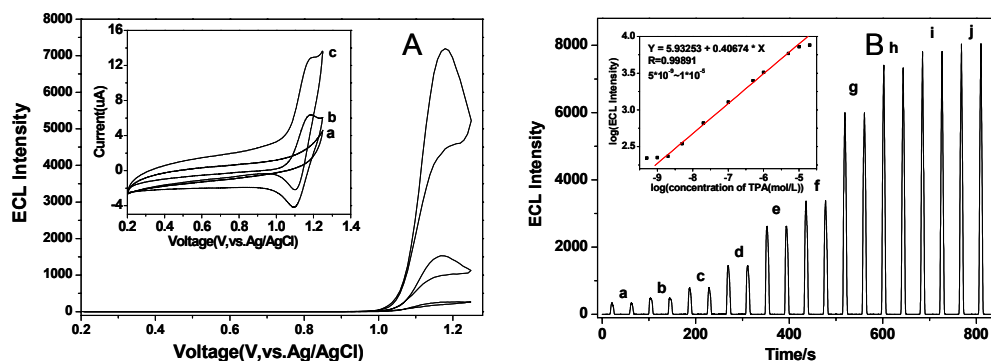 A
ECL Intensity
8000
7000
6000
5000
4000
3000
2000
1000
0
0.2 0.4 0.6 0.8 1.0 1.2
Voltage(V,vs.Ag/AgCl)
Current(uA)
16
12
8
4
0
-4
0.2 0.4 0.6 0.8 1.0 1.2 1.4
Voltage(V,vs.Ag/AgCl)
c
b
a
B
ECL Intensity
8000
6000
4000
2000
0
0 200 400 600 800
Time/s
a b c d e f g h i j
log(ECL Intensity)
4.0
3.5
3.0
2.5
-9 -8 -7 -6 -5
log(concentration of TPA(mol/L))
Y = 5.93253 + 0.40674 * X
R=0.99891
5*10⁻⁹~1*10⁻⁵